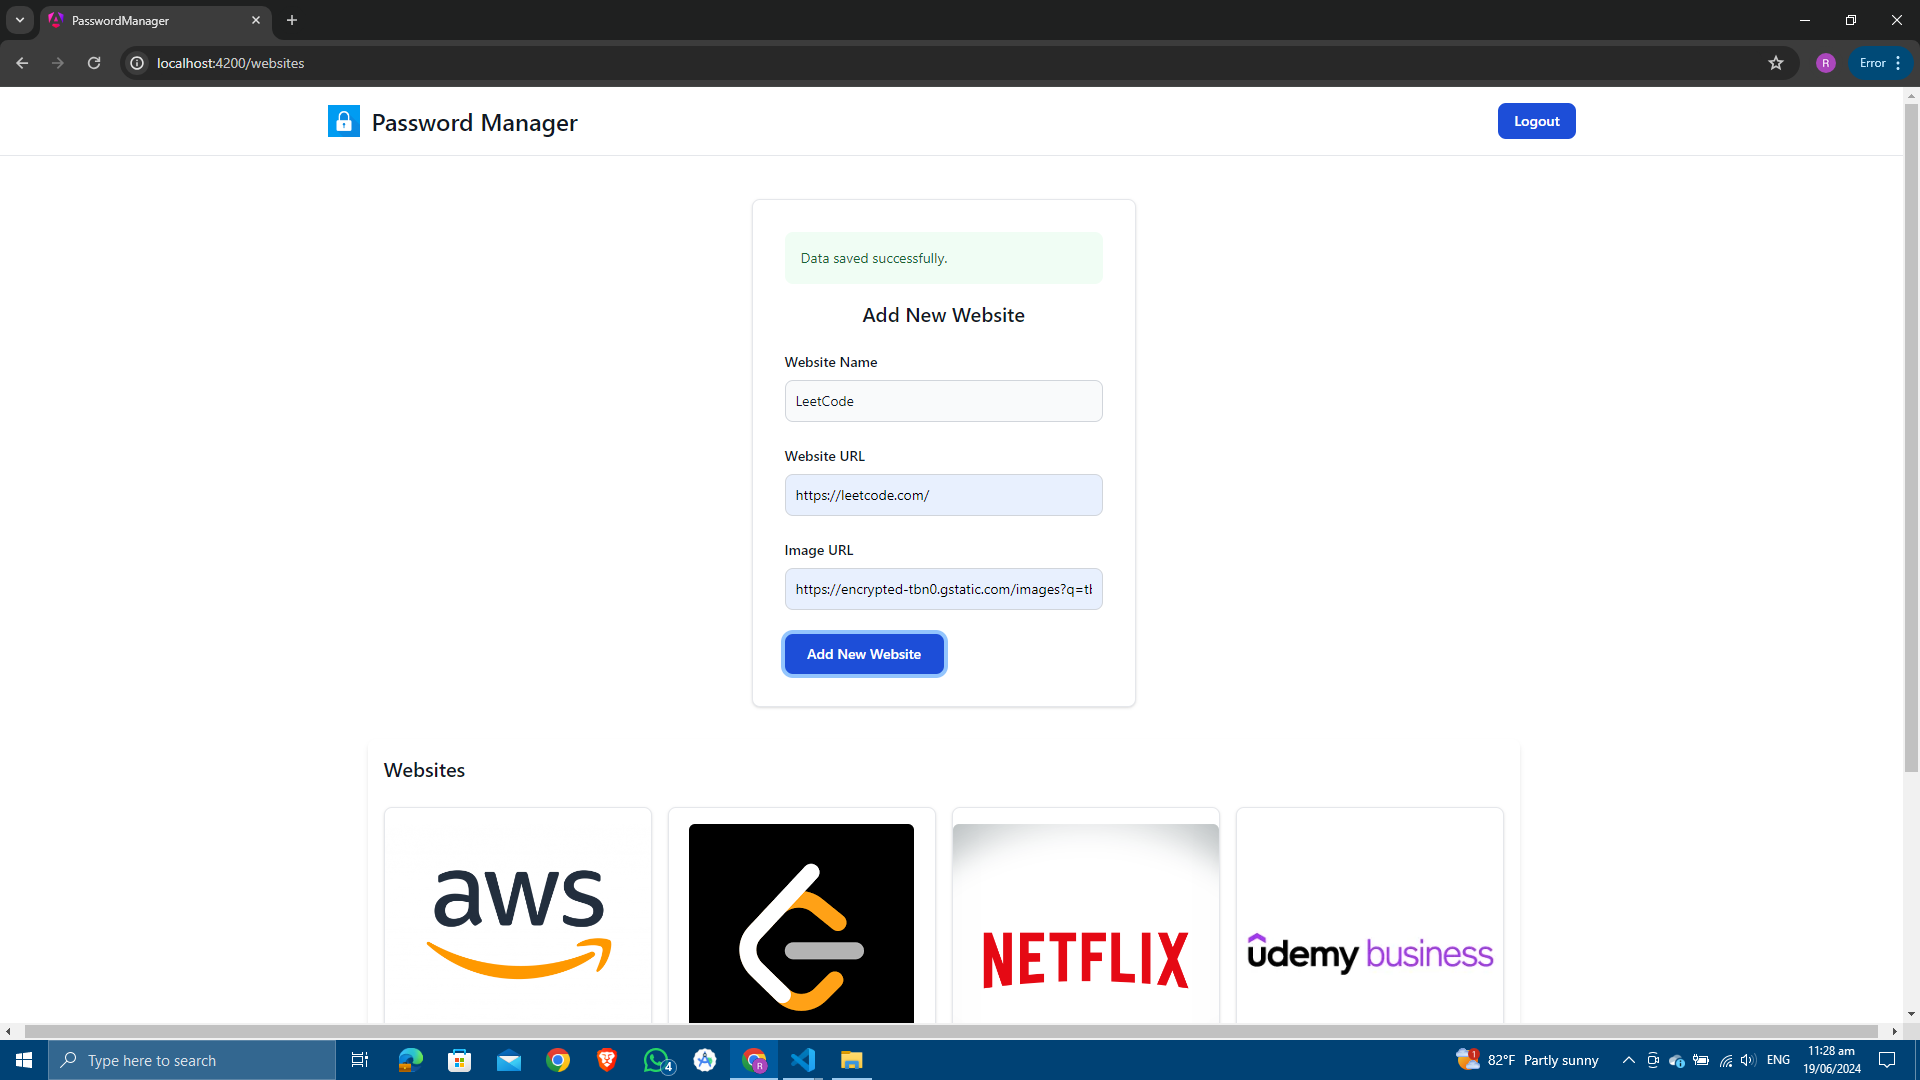 PasswordManager
localhost:4200/websites
R
Error
Password Manager
Logout
Data saved successfully.
Add New Website
Website Name
LeetCode
Website URL
https://leetcode.com/
Image URL
https://encrypted-tbn0.gstatic.com/images?q=tl
Add New Website
Websites
aws
NETFLIX
ûdemy business
Type here to search
4
R
1
82°F Partly sunny
ENG
11:28 am
19/06/2024